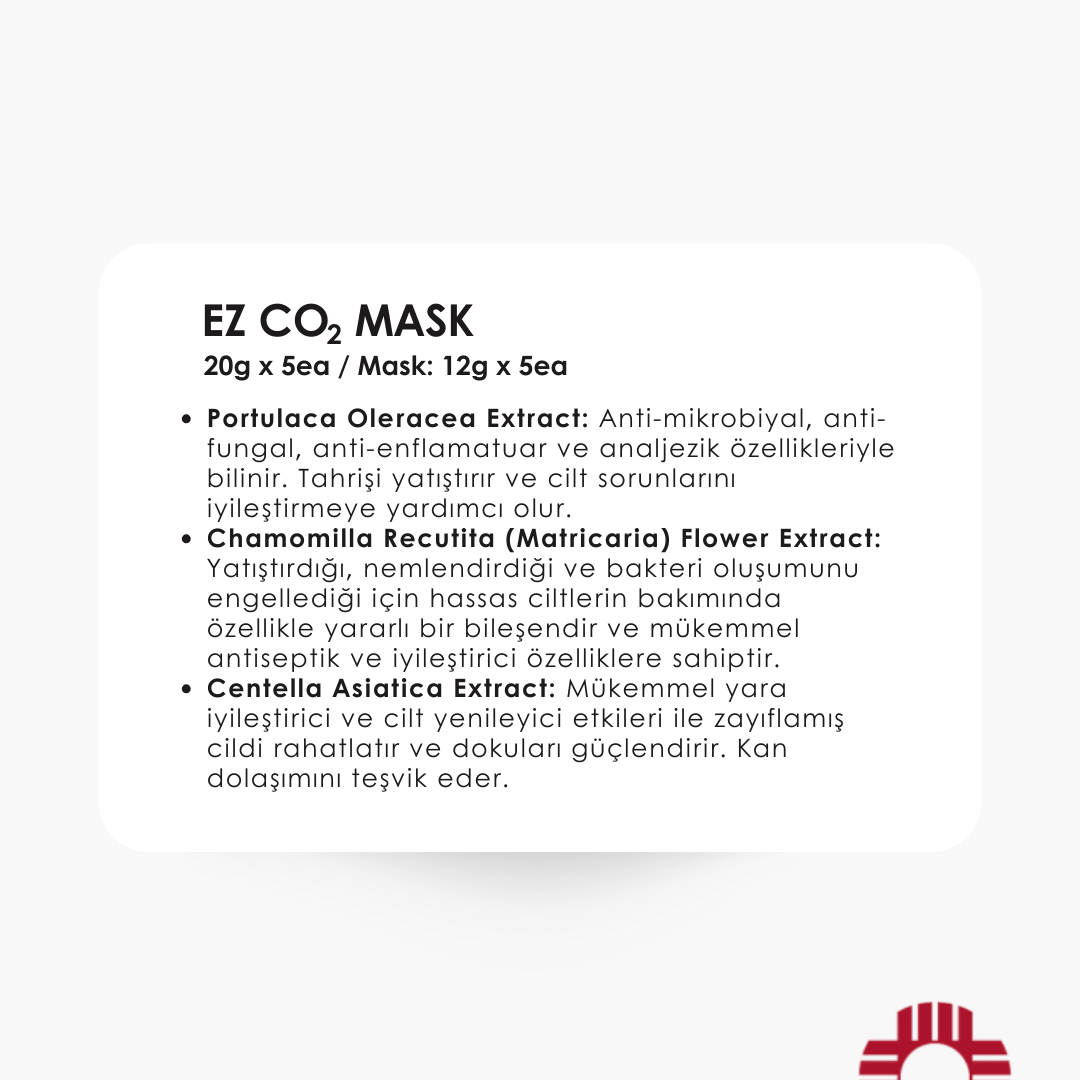 EZ CO₂ MASK
20g x 5ea / Mask: 12g x 5ea
• Portulaca Oleracea Extract: Anti-mikrobiyal, anti-
fungal, anti-enflamatuar ve analjezik özellikleriyle
bilinir. Tahrişi yatıştırır ve cilt sorunlarını
iyileştirmeye yardımcı olur.
• Chamomilla Recutita (Matricaria) Flower Extract:
Yatıştırdığı, nemlendirdiği ve bakteri oluşumunu
engellediği için hassas ciltlerin bakımında
özellikle yararlı bir bileşendir ve mükemmel
antiseptik ve iyileştirici özelliklere sahiptir.
• Centella Asiatica Extract: Mükemmel yara
iyileştirici ve cilt yenileyici etkileri ile zayıflamış
cildi rahatlatır ve dokuları güçlendirir. Kan
dolaşımını teşvik eder.